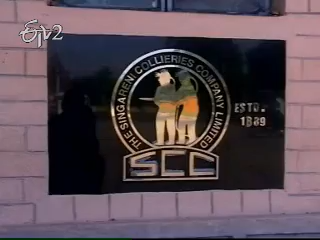 ETV2
THE SINGARENI COLLIERIES COMPANY LIMITED
SCC
ESTD.
1889